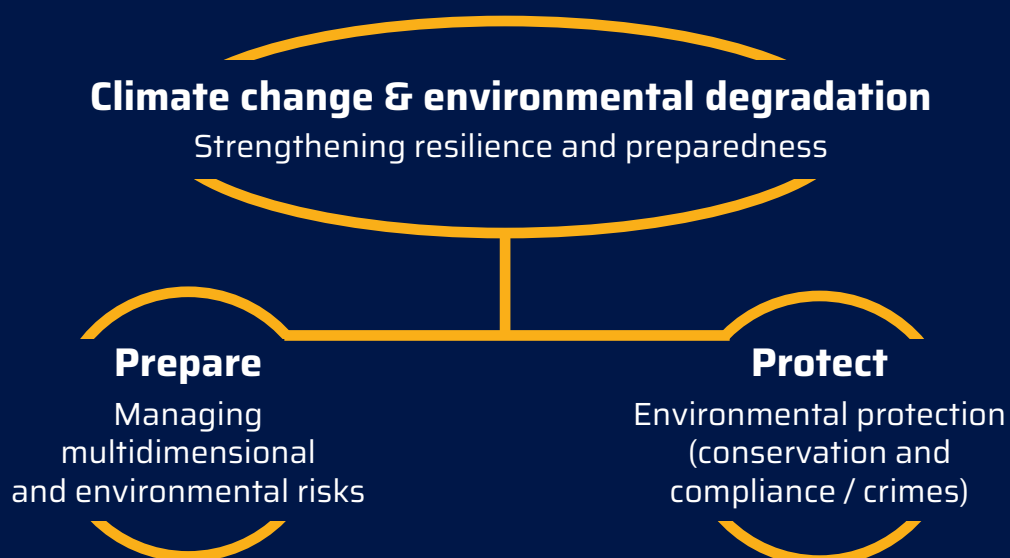 Climate change & environmental degradation
Strengthening resilience and preparedness
Prepare
Managing
multidimensional
and environmental risks
Protect
Environmental protection
(conservation and
compliance / crimes)